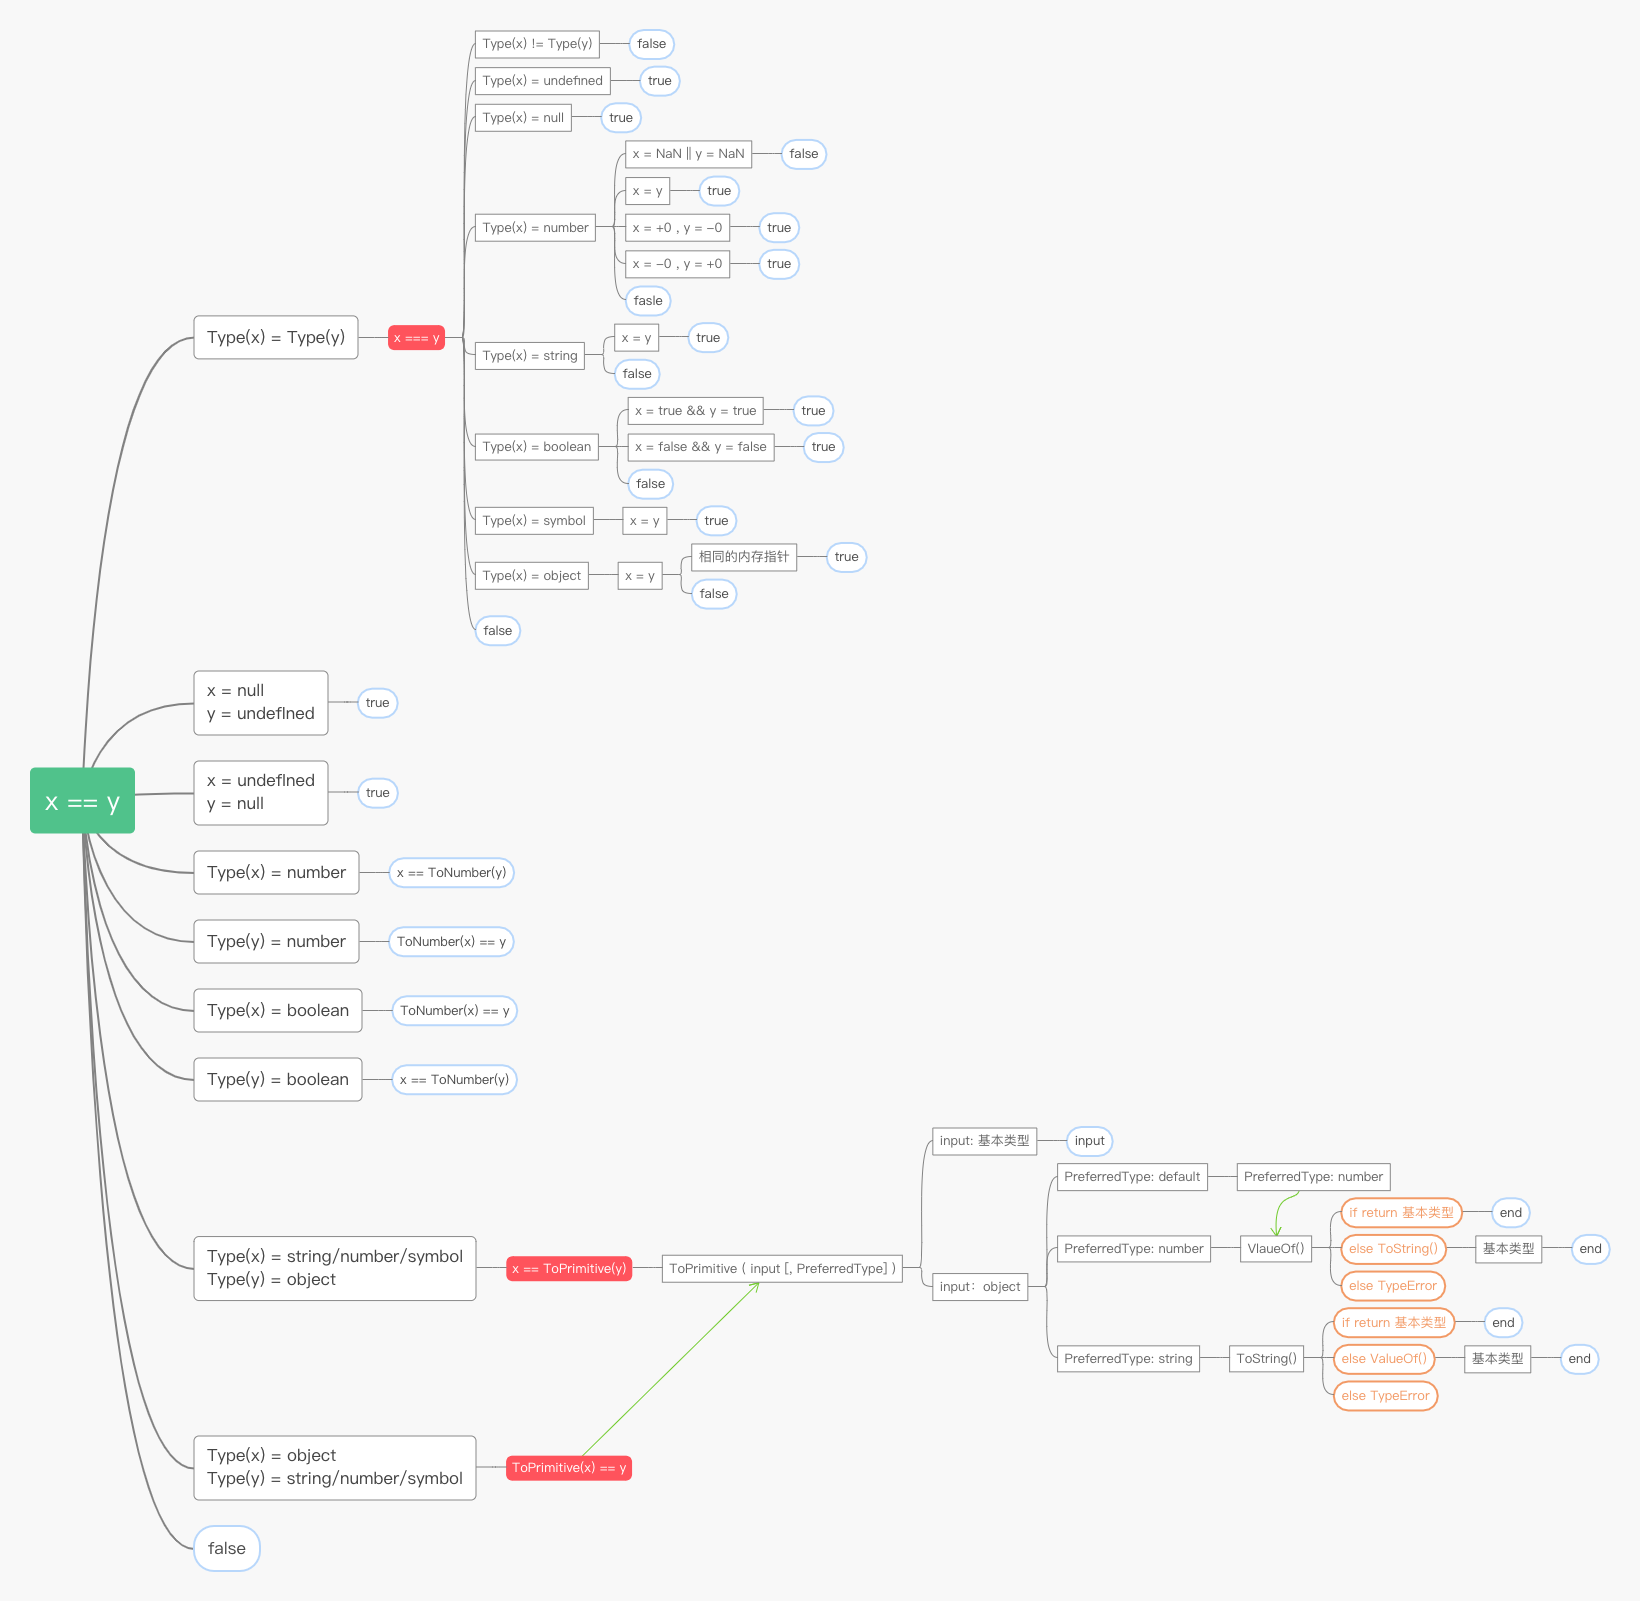 x == y
Type(x) = Type(y)
x === y
Type(x) != Type(y)
false
Type(x) = undefined
true
Type(x) = null
true
Type(x) = number
x = NaN || y = NaN
false
x = y
true
x = +0 , y = -0
true
x = -0 , y = +0
true
fasle
Type(x) = string
x = y
true
false
Type(x) = boolean
x = true && y = true
true
x = false && y = false
true
false
Type(x) = symbol
x = y
true
Type(x) = object
x = y
相同的内存指针
true
false
false
x = null
y = undefined
true
x = undefined
y = null
true
Type(x) = number
x == ToNumber(y)
Type(y) = number
ToNumber(x) == y
Type(x) = boolean
ToNumber(x) == y
Type(y) = boolean
x == ToNumber(y)
Type(x) = string/number/symbol
Type(y) = object
x == ToPrimitive(y)
ToPrimitive ( input [, PreferredType] )
input: 基本类型
input
input：object
PreferredType: default
PreferredType: number
PreferredType: number
VlaueOf()
if return 基本类型
end
else ToString()
基本类型
end
else TypeError
PreferredType: string
ToString()
if return 基本类型
end
else ValueOf()
基本类型
end
else TypeError
Type(x) = object
Type(y) = string/number/symbol
ToPrimitive(x) == y
false